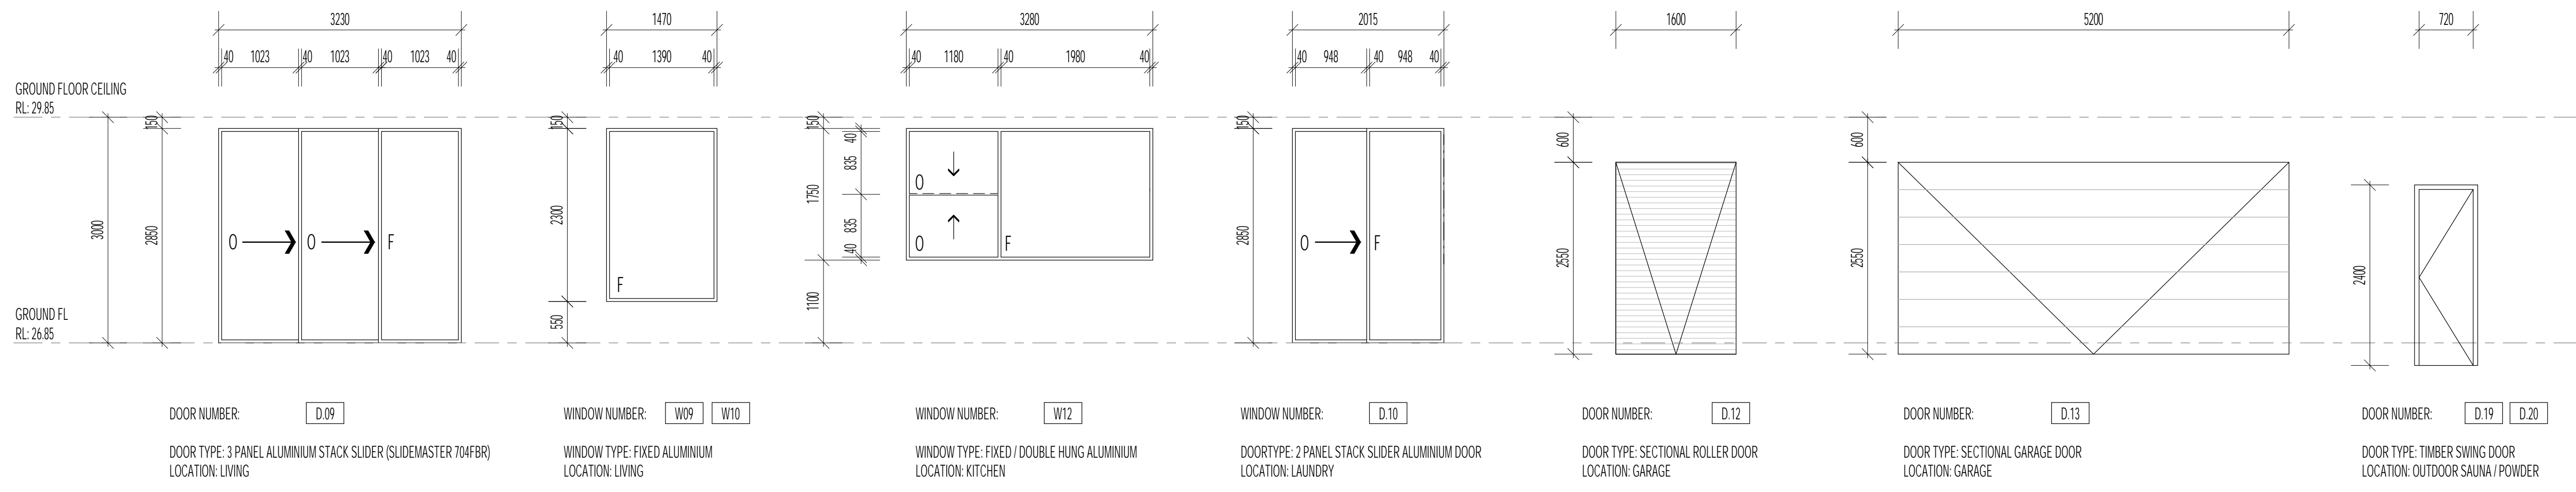 3230
1470
3280
2015
1600
5200
720
40 1023 40 1023 40 1023 40
40 1390 40
40 1180 40 1980 40
40 948 40 948 40
GROUND FLOOR CEILING
RL: 29.85
150
150
150
40
150
600
600
835
1750
3000
2850
2300
835
40
2850
2550
2550
2400
O O F
F
O
O
F
O F
1100
550
GROUND FL
RL: 26.85
DOOR NUMBER: D.09
DOOR TYPE: 3 PANEL ALUMINIUM STACK SLIDER (SLIDEMASTER 704FBR)
LOCATION: LIVING
WINDOW NUMBER: W09 W10
WINDOW TYPE: FIXED ALUMINIUM
LOCATION: LIVING
WINDOW NUMBER: W12
WINDOW TYPE: FIXED / DOUBLE HUNG ALUMINIUM
LOCATION: KITCHEN
WINDOW NUMBER: D.10
DOORTYPE: 2 PANEL STACK SLIDER ALUMINIUM DOOR
LOCATION: LAUNDRY
DOOR NUMBER: D.12
DOOR TYPE: SECTIONAL ROLLER DOOR
LOCATION: GARAGE
DOOR NUMBER: D.13
DOOR TYPE: SECTIONAL GARAGE DOOR
LOCATION: GARAGE
DOOR NUMBER: D.19 D.20
DOOR TYPE: TIMBER SWING DOOR
LOCATION: OUTDOOR SAUNA / POWDER